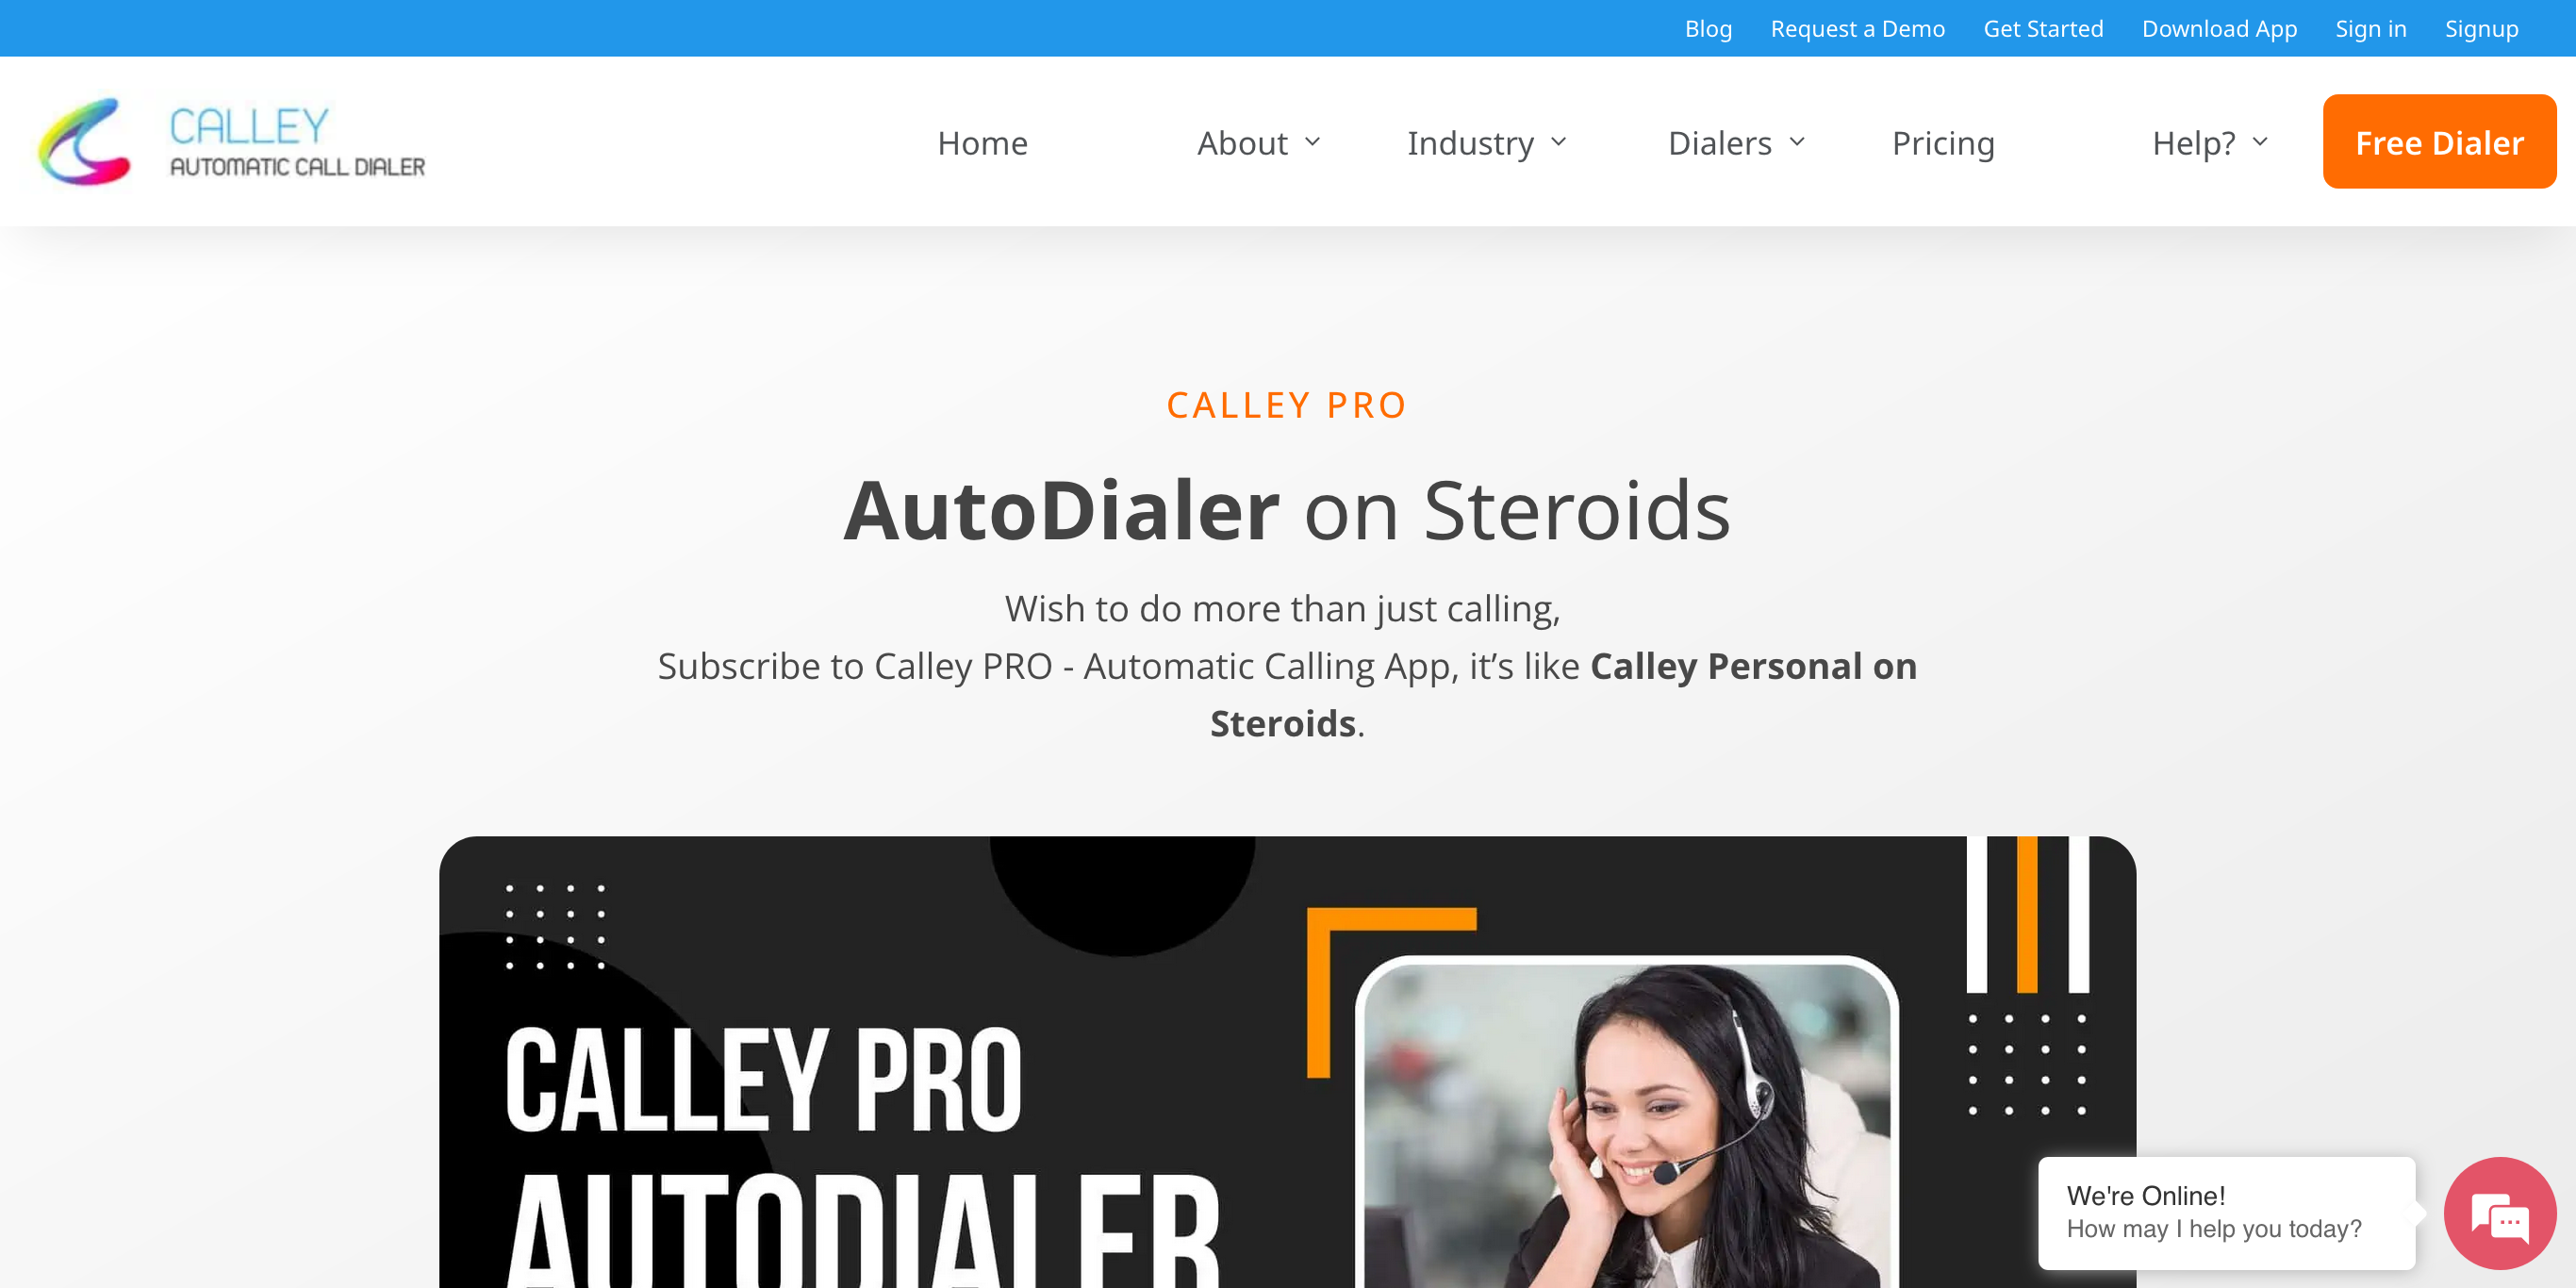 Blog Request a Demo Get Started Download App Sign in Signup
CALLEY
AUTOMATIC CALL DIALER
Home About Industry Dialers Pricing Help? Free Dialer
CALLEY PRO
AutoDialer on Steroids
Wish to do more than just calling,
Subscribe to Calley PRO - Automatic Calling App, it’s like Calley Personal on
Steroids.
CALLEY PRO
AUTODIALER
We're Online!
How may I help you today?